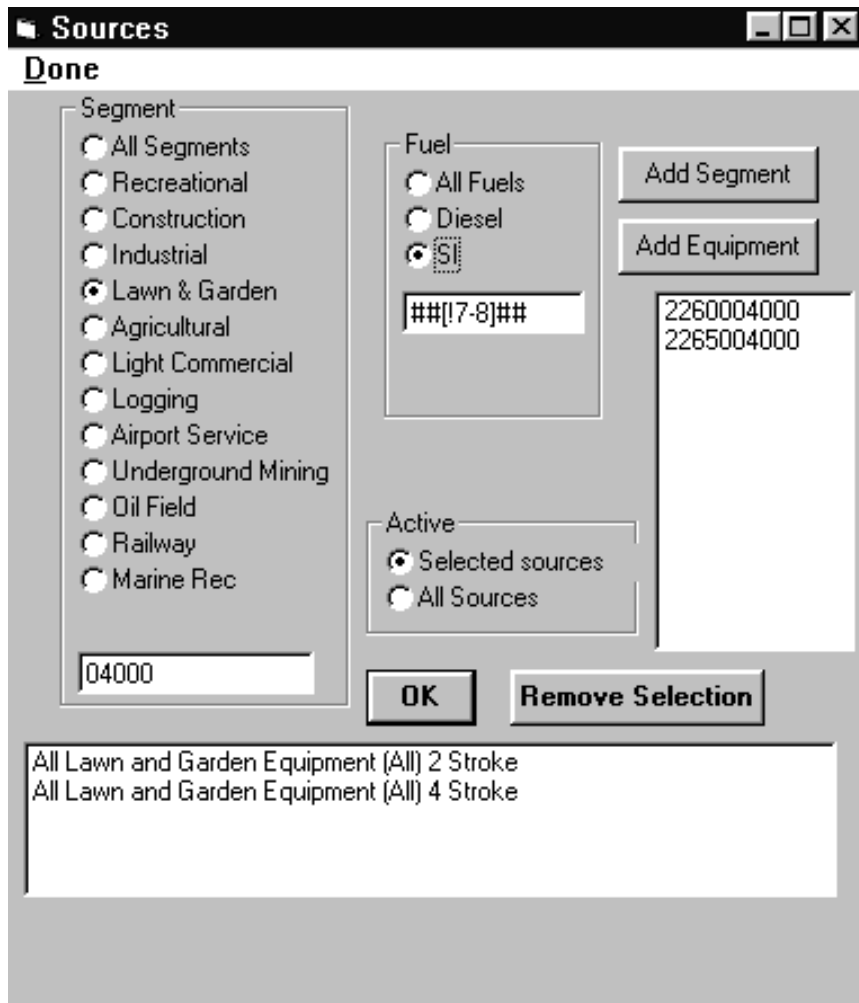 Sources
Done
Segment
All Segments
Recreational
Construction
Industrial
Lawn & Garden
Agricultural
Light Commercial
Logging
Airport Service
Underground Mining
Oil Field
Railway
Marine Rec
04000
Fuel
All Fuels
Diesel
SI
##[!7-8]##
Add Segment
Add Equipment
2260004000
2265004000
Active
Selected sources
All Sources
OK
Remove Selection
All Lawn and Garden Equipment (All) 2 Stroke
All Lawn and Garden Equipment (All) 4 Stroke